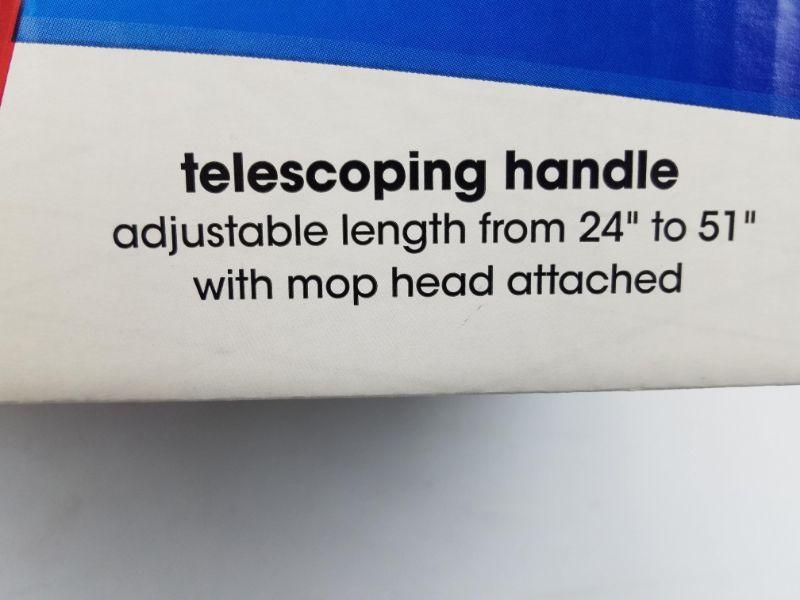 telescoping handle
adjustable length from 24" to 51"
with mop head attached